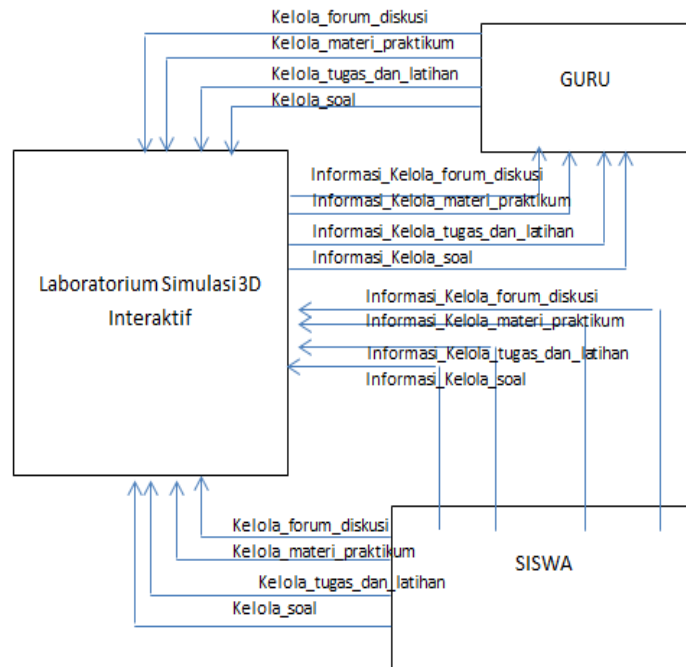 Kelola_forum_diskusi
Kelola_materi_praktikum
Kelola_tugas_dan_latihan
Kelola_soal
GURU
Informasi_Kelola_forum_diskusi
Informasi_Kelola_materi_praktikum
Informasi_Kelola_tugas_dan_latihan
Informasi_Kelola_soal
Laboratorium Simulasi 3D
Interaktif
Informasi_Kelola_forum_diskusi
Informasi_Kelola_materi_praktikum
Informasi_Kelola_tugas_dan_latihan
Informasi_Kelola_soal
Kelola_forum_diskusi
Kelola_materi_praktikum
Kelola_tugas_dan_latihan
Kelola_soal
SISWA